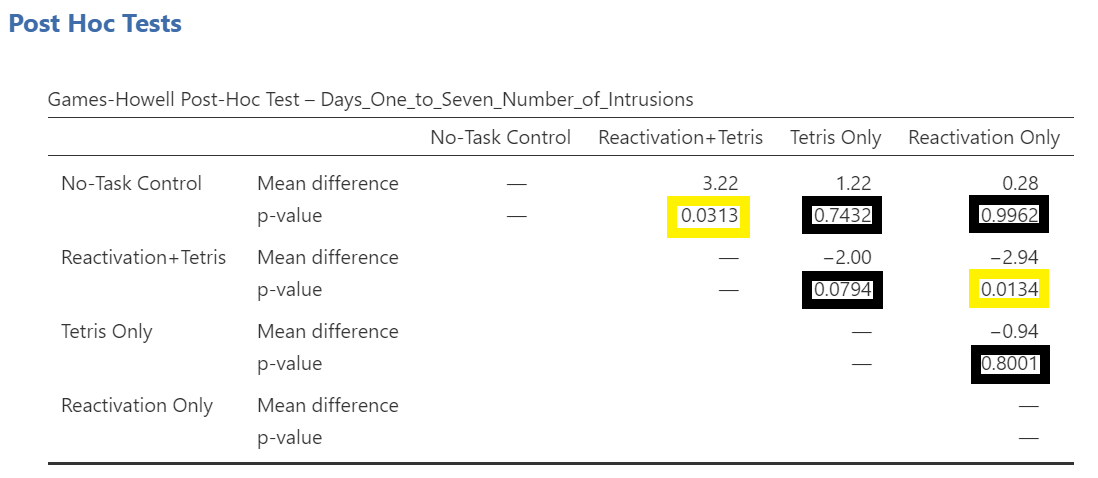 Post Hoc Tests
Games-Howell Post-Hoc Test – Days_One_to_Seven_Number_of_Intrusions
No-Task Control Reactivation+Tetris Tetris Only Reactivation Only
No-Task Control Mean difference — 3.22 1.22 0.28
p-value — 0.0313 0.7432 0.9962
Reactivation+Tetris Mean difference — −2.00 −2.94
p-value — 0.0794 0.0134
Tetris Only Mean difference — −0.94
p-value — 0.8001
Reactivation Only Mean difference —
p-value —